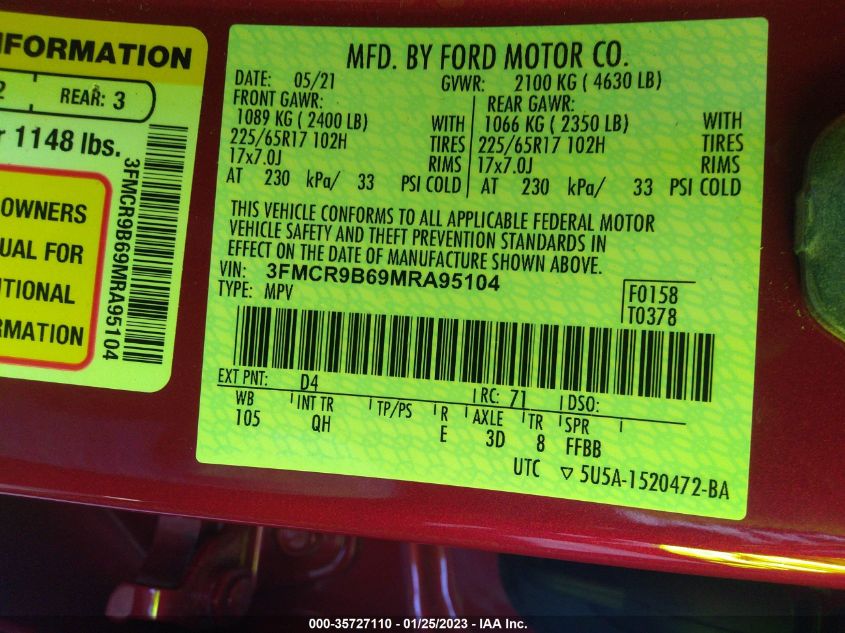 NFORMATION
2 REAR: 3
r 1148 lbs.
3FMCR9B69MRA95104
OWNERS
UAL FOR
ITIONAL
RMATION
MFD. BY FORD MOTOR CO.
DATE: 05/21 GVWR: 2100 KG ( 4630 LB)
FRONT GAWR: REAR GAWR:
1089 KG ( 2400 LB) WITH 1066 KG ( 2350 LB) WITH
225/65R17 102H TIRES 225/65R17 102H TIRES
17x7.0J RIMS 17x7.0J RIMS
AT 230 kPa/ 33 PSI COLD AT 230 kPa/ 33 PSI COLD
THIS VEHICLE CONFORMS TO ALL APPLICABLE FEDERAL MOTOR
VEHICLE SAFETY AND THEFT PREVENTION STANDARDS IN
EFFECT ON THE DATE OF MANUFACTURE SHOWN ABOVE.
VIN: 3FMCR9B69MRA95104
TYPE: MPV
F0158
T0378
EXT PNT: D4 RC: 71 DSO:
WB INT TR TP/PS R AXLE TR SPR
105 QH E 3D 8 FFBB
UTC ▽ 5U5A-1520472-BA
000-35727110 - 01/25/2023 - IAA Inc.